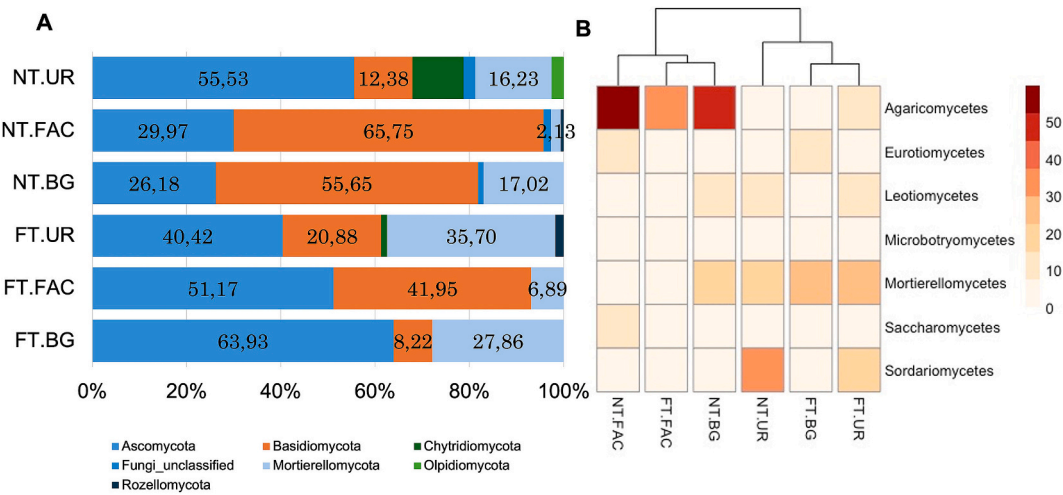 A
B
NT.UR 55,53 12,38 16,23
NT.FAC 29,97 65,75 2,13
NT.BG 26,18 55,65 17,02
FT.UR 40,42 20,88 35,70
FT.FAC 51,17 41,95 6,89
FT.BG 63,93 8,22 27,86
0% 20% 40% 60% 80% 100%
Ascomycota Basidiomycota Chytridiomycota
Fungi_unclassified Mortierellomycota Olpidiomycota
Rozellomycota
Agaricomycetes
Eurotiomycetes
Leotiomycetes
Microbotryomycetes
Mortierellomycetes
Saccharomycetes
Sordariomycetes
NT.FAC
FT.FAC
NT.BG
NT.UR
FT.BG
FT.UR
50
40
30
20
10
0